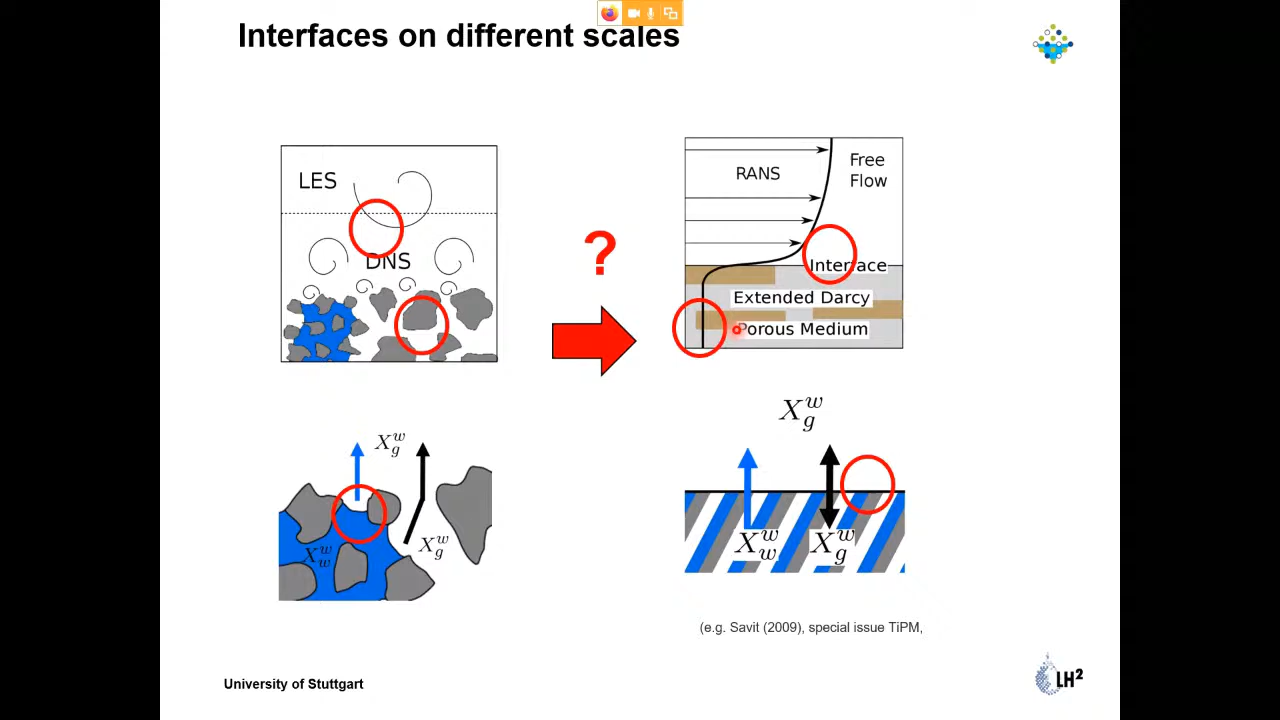 Interfaces on different scales
LES
DNS
?
RANS
Free
Flow
Interface
Extended Darcy
Porous Medium
X_g^w
X_g^w
X_w^w
X_g^w
X_w^w
X_g^w
(e.g. Savit (2009), special issue TiPM,
University of Stuttgart
LH²